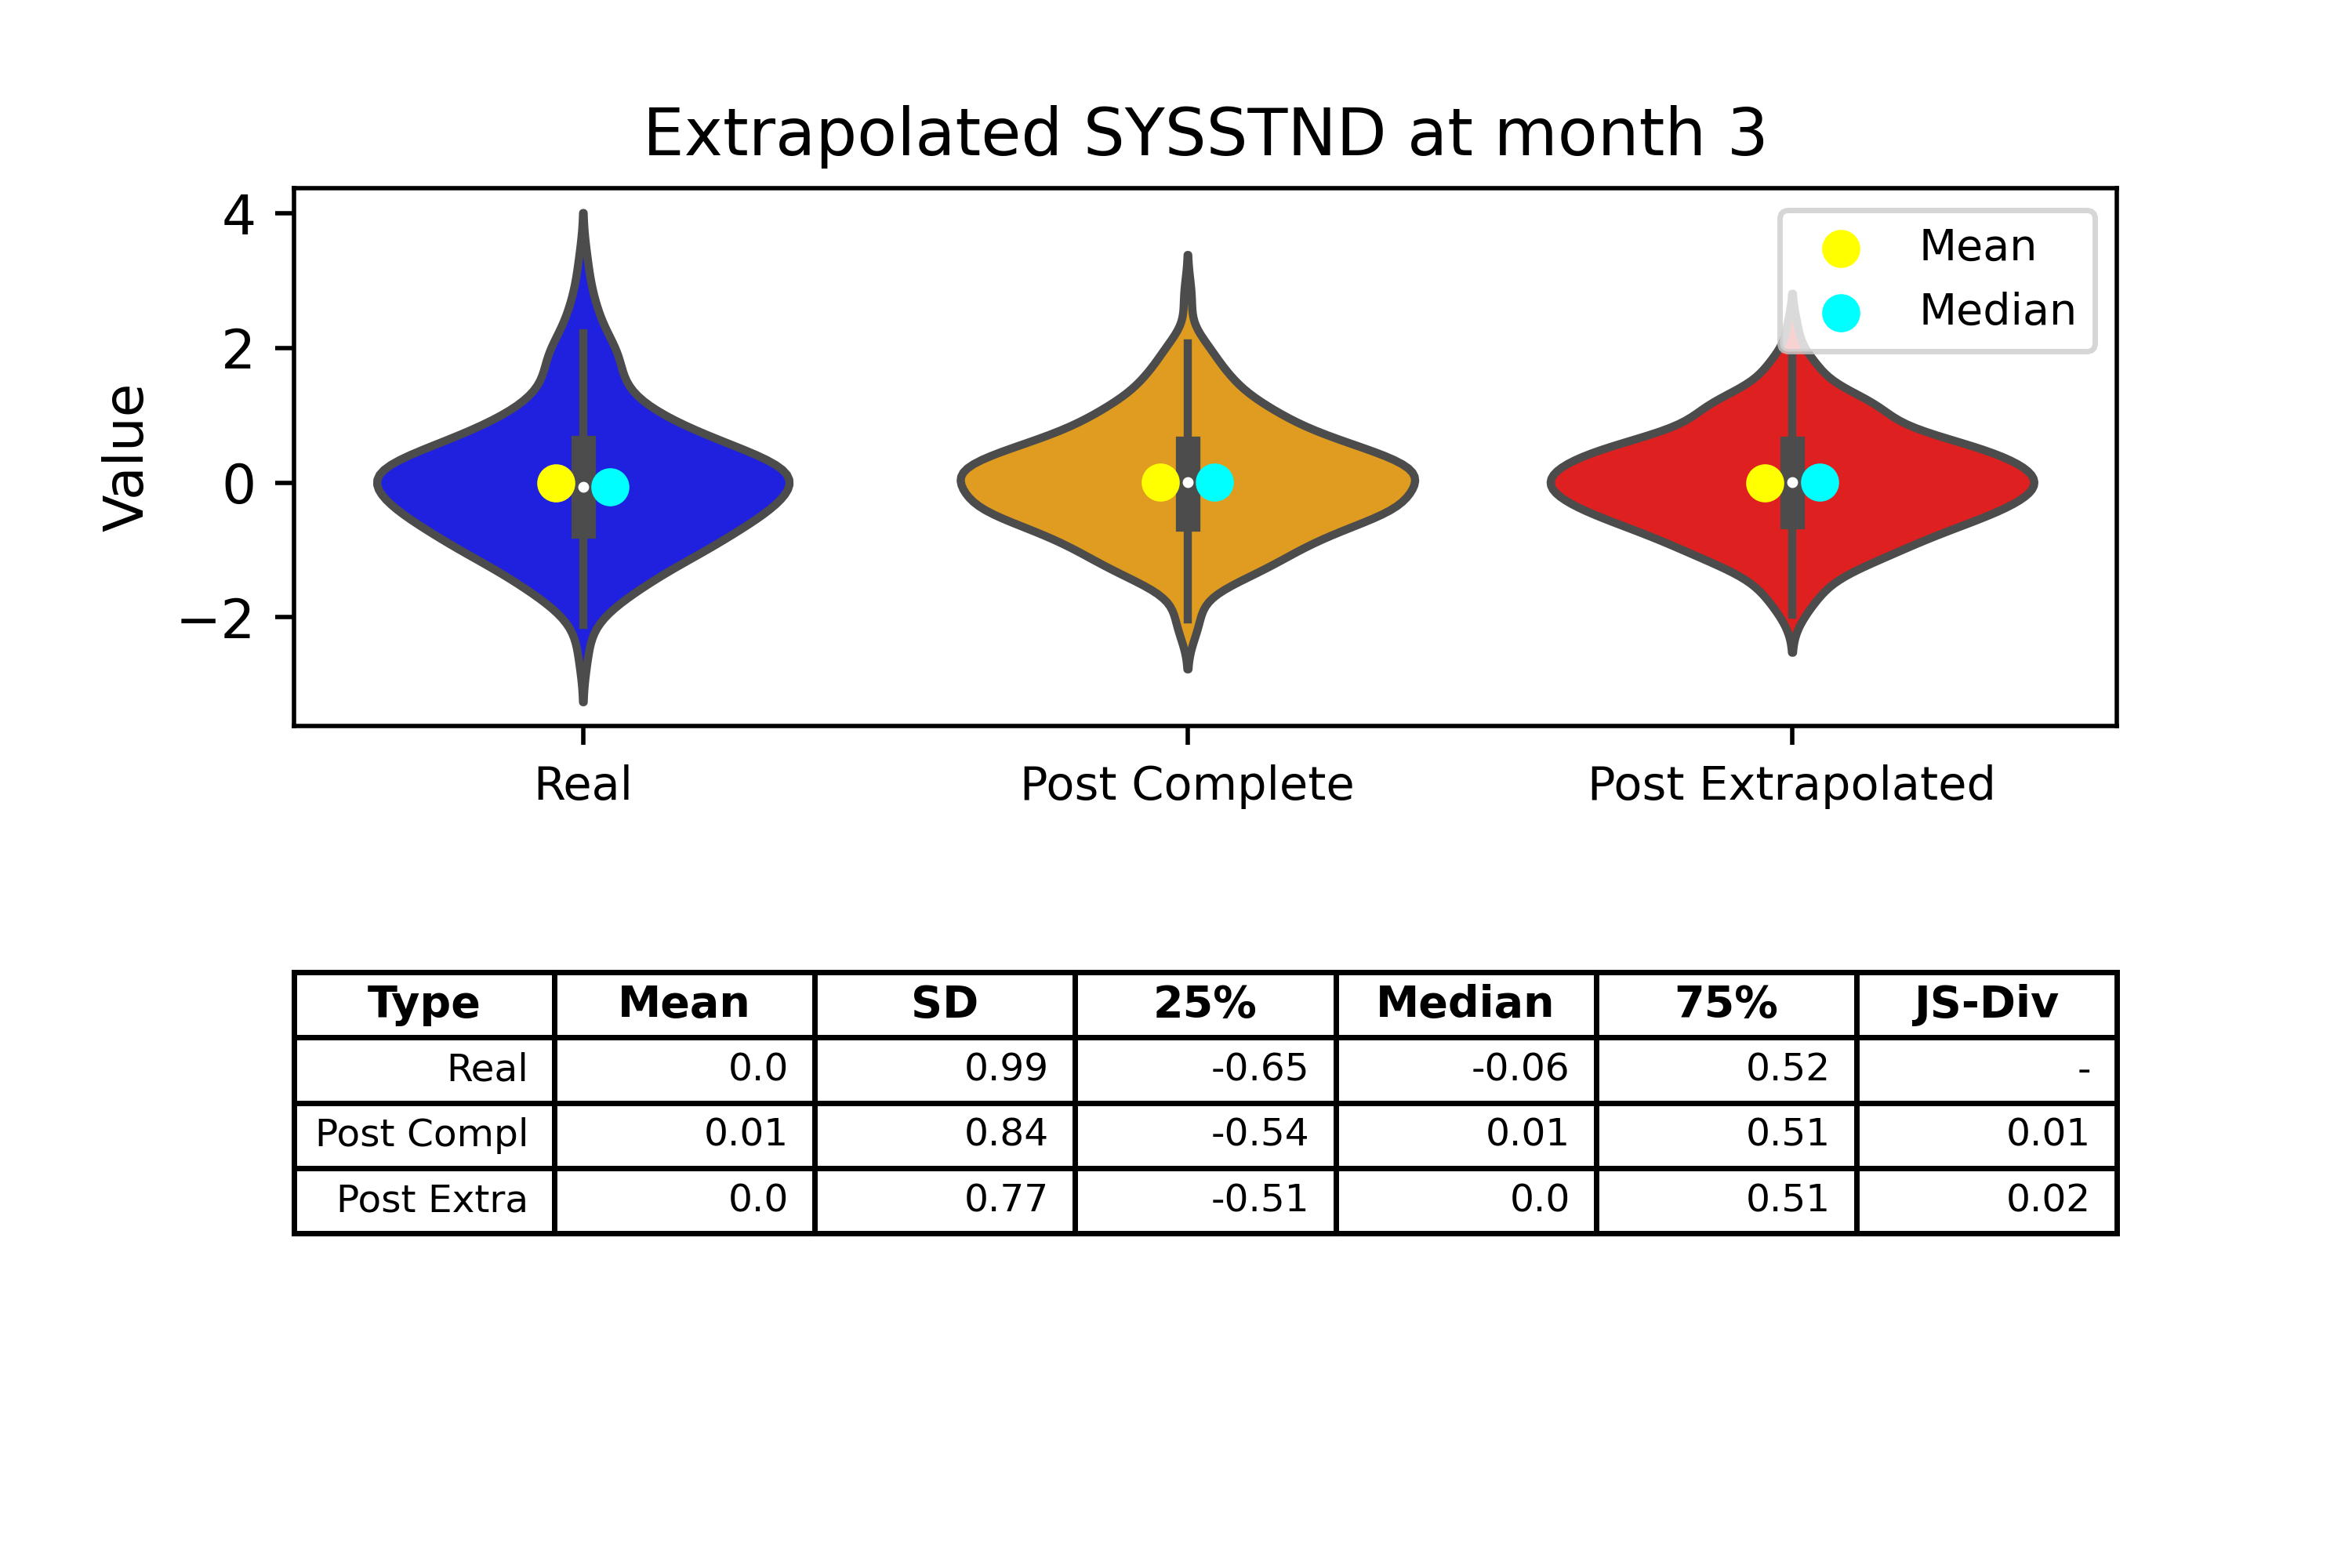 Extrapolated SYSSTND at month 3
4
2
0
−2
Value
Mean
Median
Real Post Complete Post Extrapolated
Type Mean SD 25% Median 75% JS-Div
Real 0.0 0.99 -0.65 -0.06 0.52 -
Post Compl 0.01 0.84 -0.54 0.01 0.51 0.01
Post Extra 0.0 0.77 -0.51 0.0 0.51 0.02